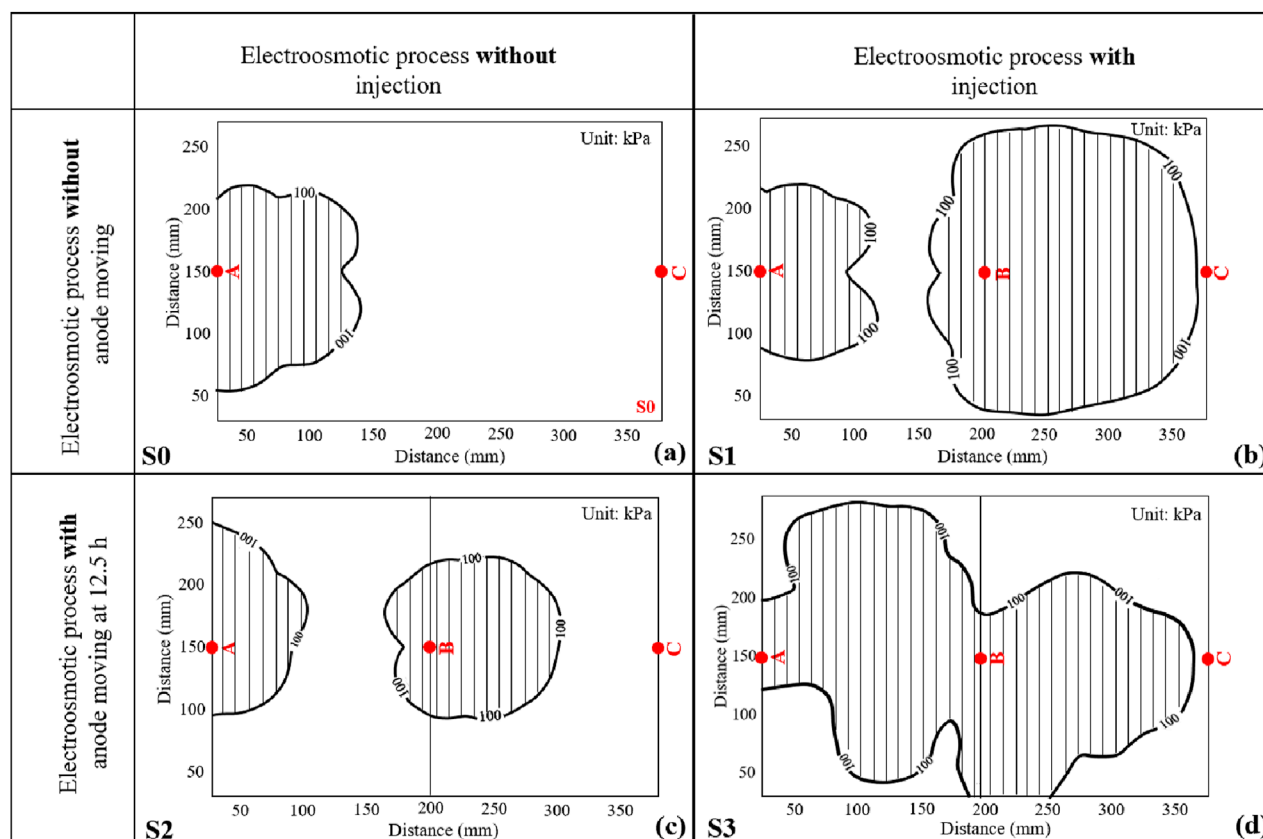 Electroosmotic process without
injection
Electroosmotic process with
injection
Electroosmotic process without
anode moving
Unit: kPa
250
200
150
100
50
Distance (mm)
100
100
A
C
S0
50 100 150 200 250 300 350
Distance (mm)
S0
(a)
Unit: kPa
250
200
150
100
50
Distance (mm)
100
100
100
100
100
100
A
B
C
50 100 150 200 250 300 350
Distance (mm)
S1
(b)
Electroosmotic process with
anode moving at 12.5 h
Unit: kPa
250
200
150
100
50
Distance (mm)
100
100
100
100
100
100
A
B
C
50 100 150 200 250 300 350
Distance (mm)
S2
(c)
Unit: kPa
250
200
150
100
50
Distance (mm)
100
100
100
100
100
100
100
A
B
C
50 100 150 200 250 300 350
Distance (mm)
S3
(d)